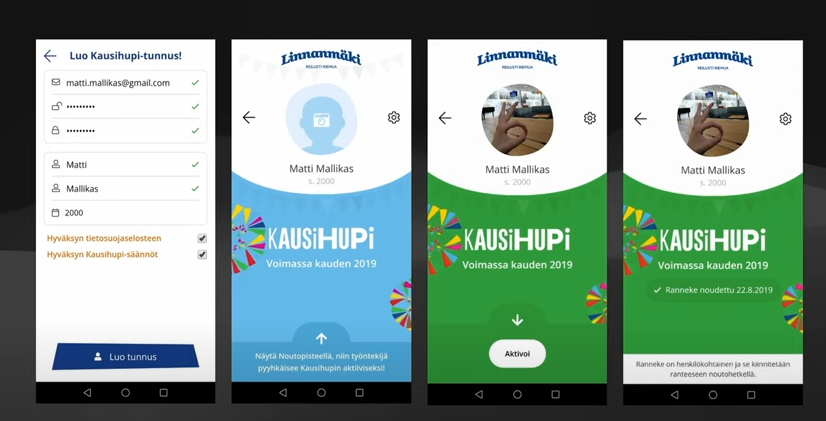 Luo Kausihupi-tunnus!
matti.mallikas@gmail.com
•••••••••
•••••••••
Matti
Mallikas
2000
Hyväksyn tietosuojaselosteen
Hyväksyn Kausihupi-säännöt
Luo tunnus
Linnanmäki
REILUSTI RIEMUA
Matti Mallikas
s. 2000
KAUSiHUPi
Voimassa kauden 2019
Näytä Noutopisteellä, niin työntekijä
pyyhkäisee Kausihupin aktiiviseksi!
Linnanmäki
REILUSTI RIEMUA
Matti Mallikas
s. 2000
KAUSiHUPi
Voimassa kauden 2019
Aktivoi
Linnanmäki
REILUSTI RIEMUA
Matti Mallikas
s. 2000
KAUSiHUPi
Voimassa kauden 2019
Ranneke noudettu 22.8.2019
Ranneke on henkilökohtainen ja se kiinnitetään
ranteeseen noutohetkellä.